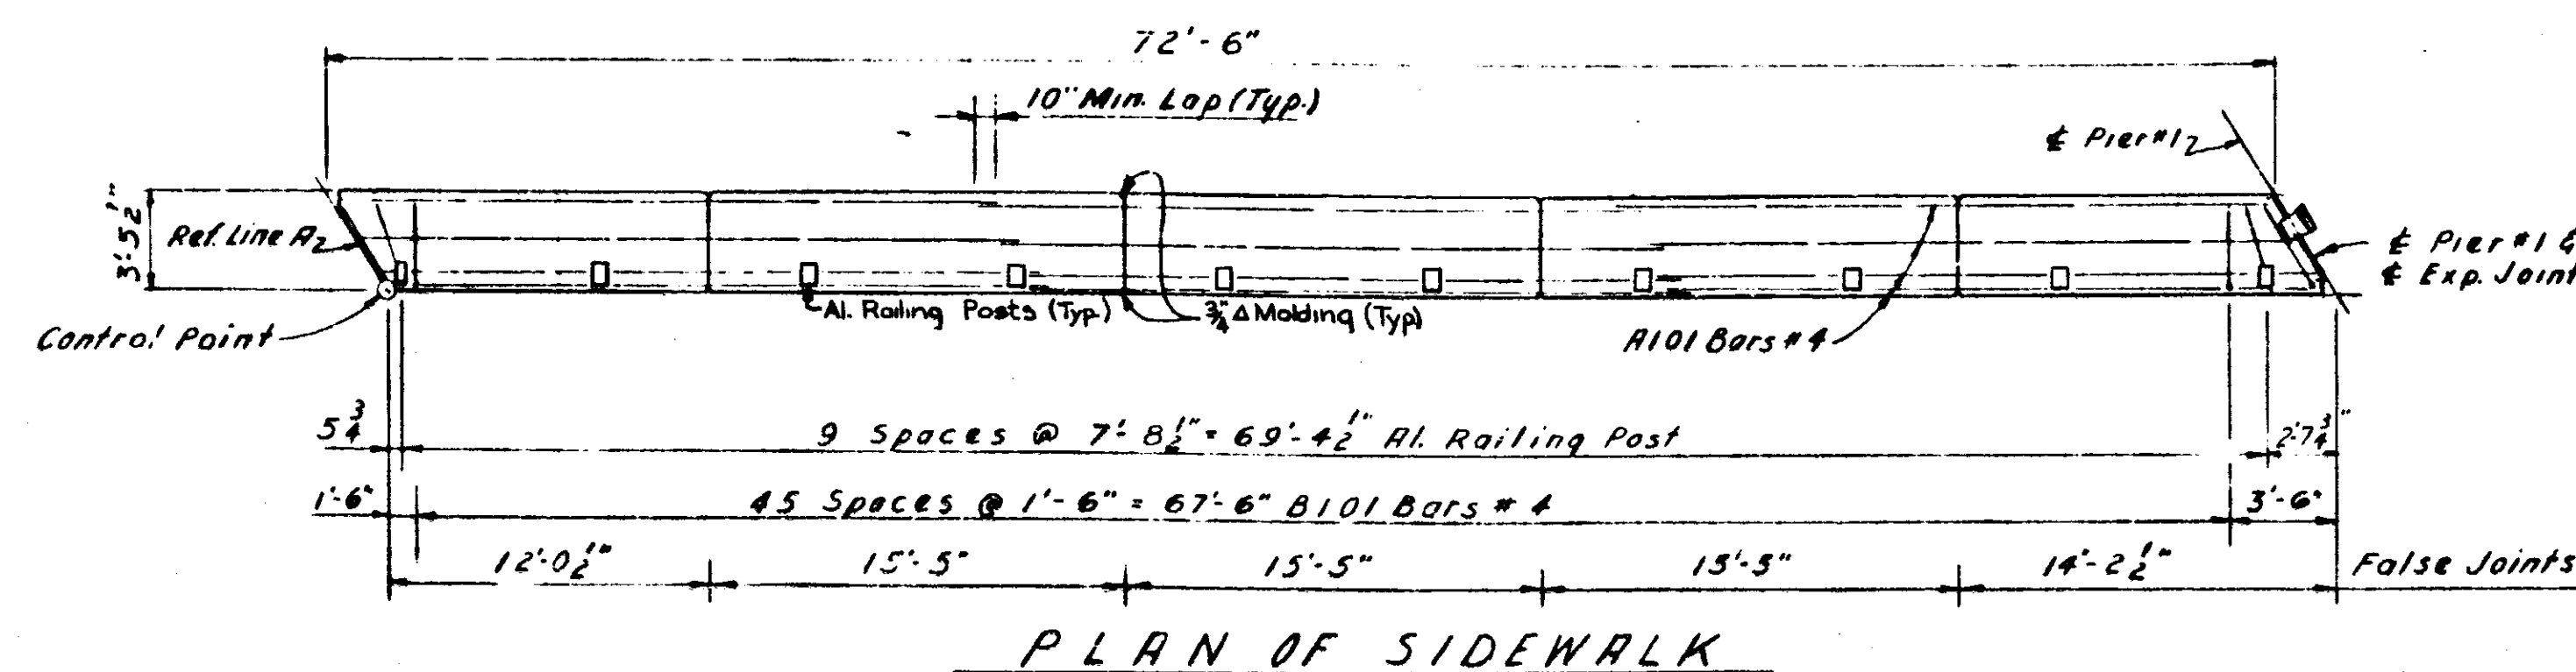 72'-6"
10" Min. Lap (Typ.)
℄ Pier #1
3'-5 1/2"
Ref. Line A2
℄ Pier #1 &
℄ Exp. Joint
Al. Railing Posts (Typ.)
3/4" Δ Molding (Typ)
Control Point
A101 Bars #4
5 3/4
9 Spaces @ 7'-8 1/2" = 69'-4 1/2" Al. Railing Post
2'-7 3/4"
1'-6"
45 Spaces @ 1'-6" = 67'-6" B101 Bars # 4
3'-6"
12'-0 1/2"
15'-5"
15'-5"
15'-5"
14'-2 1/2"
False Joints
PLAN OF SIDEWALK